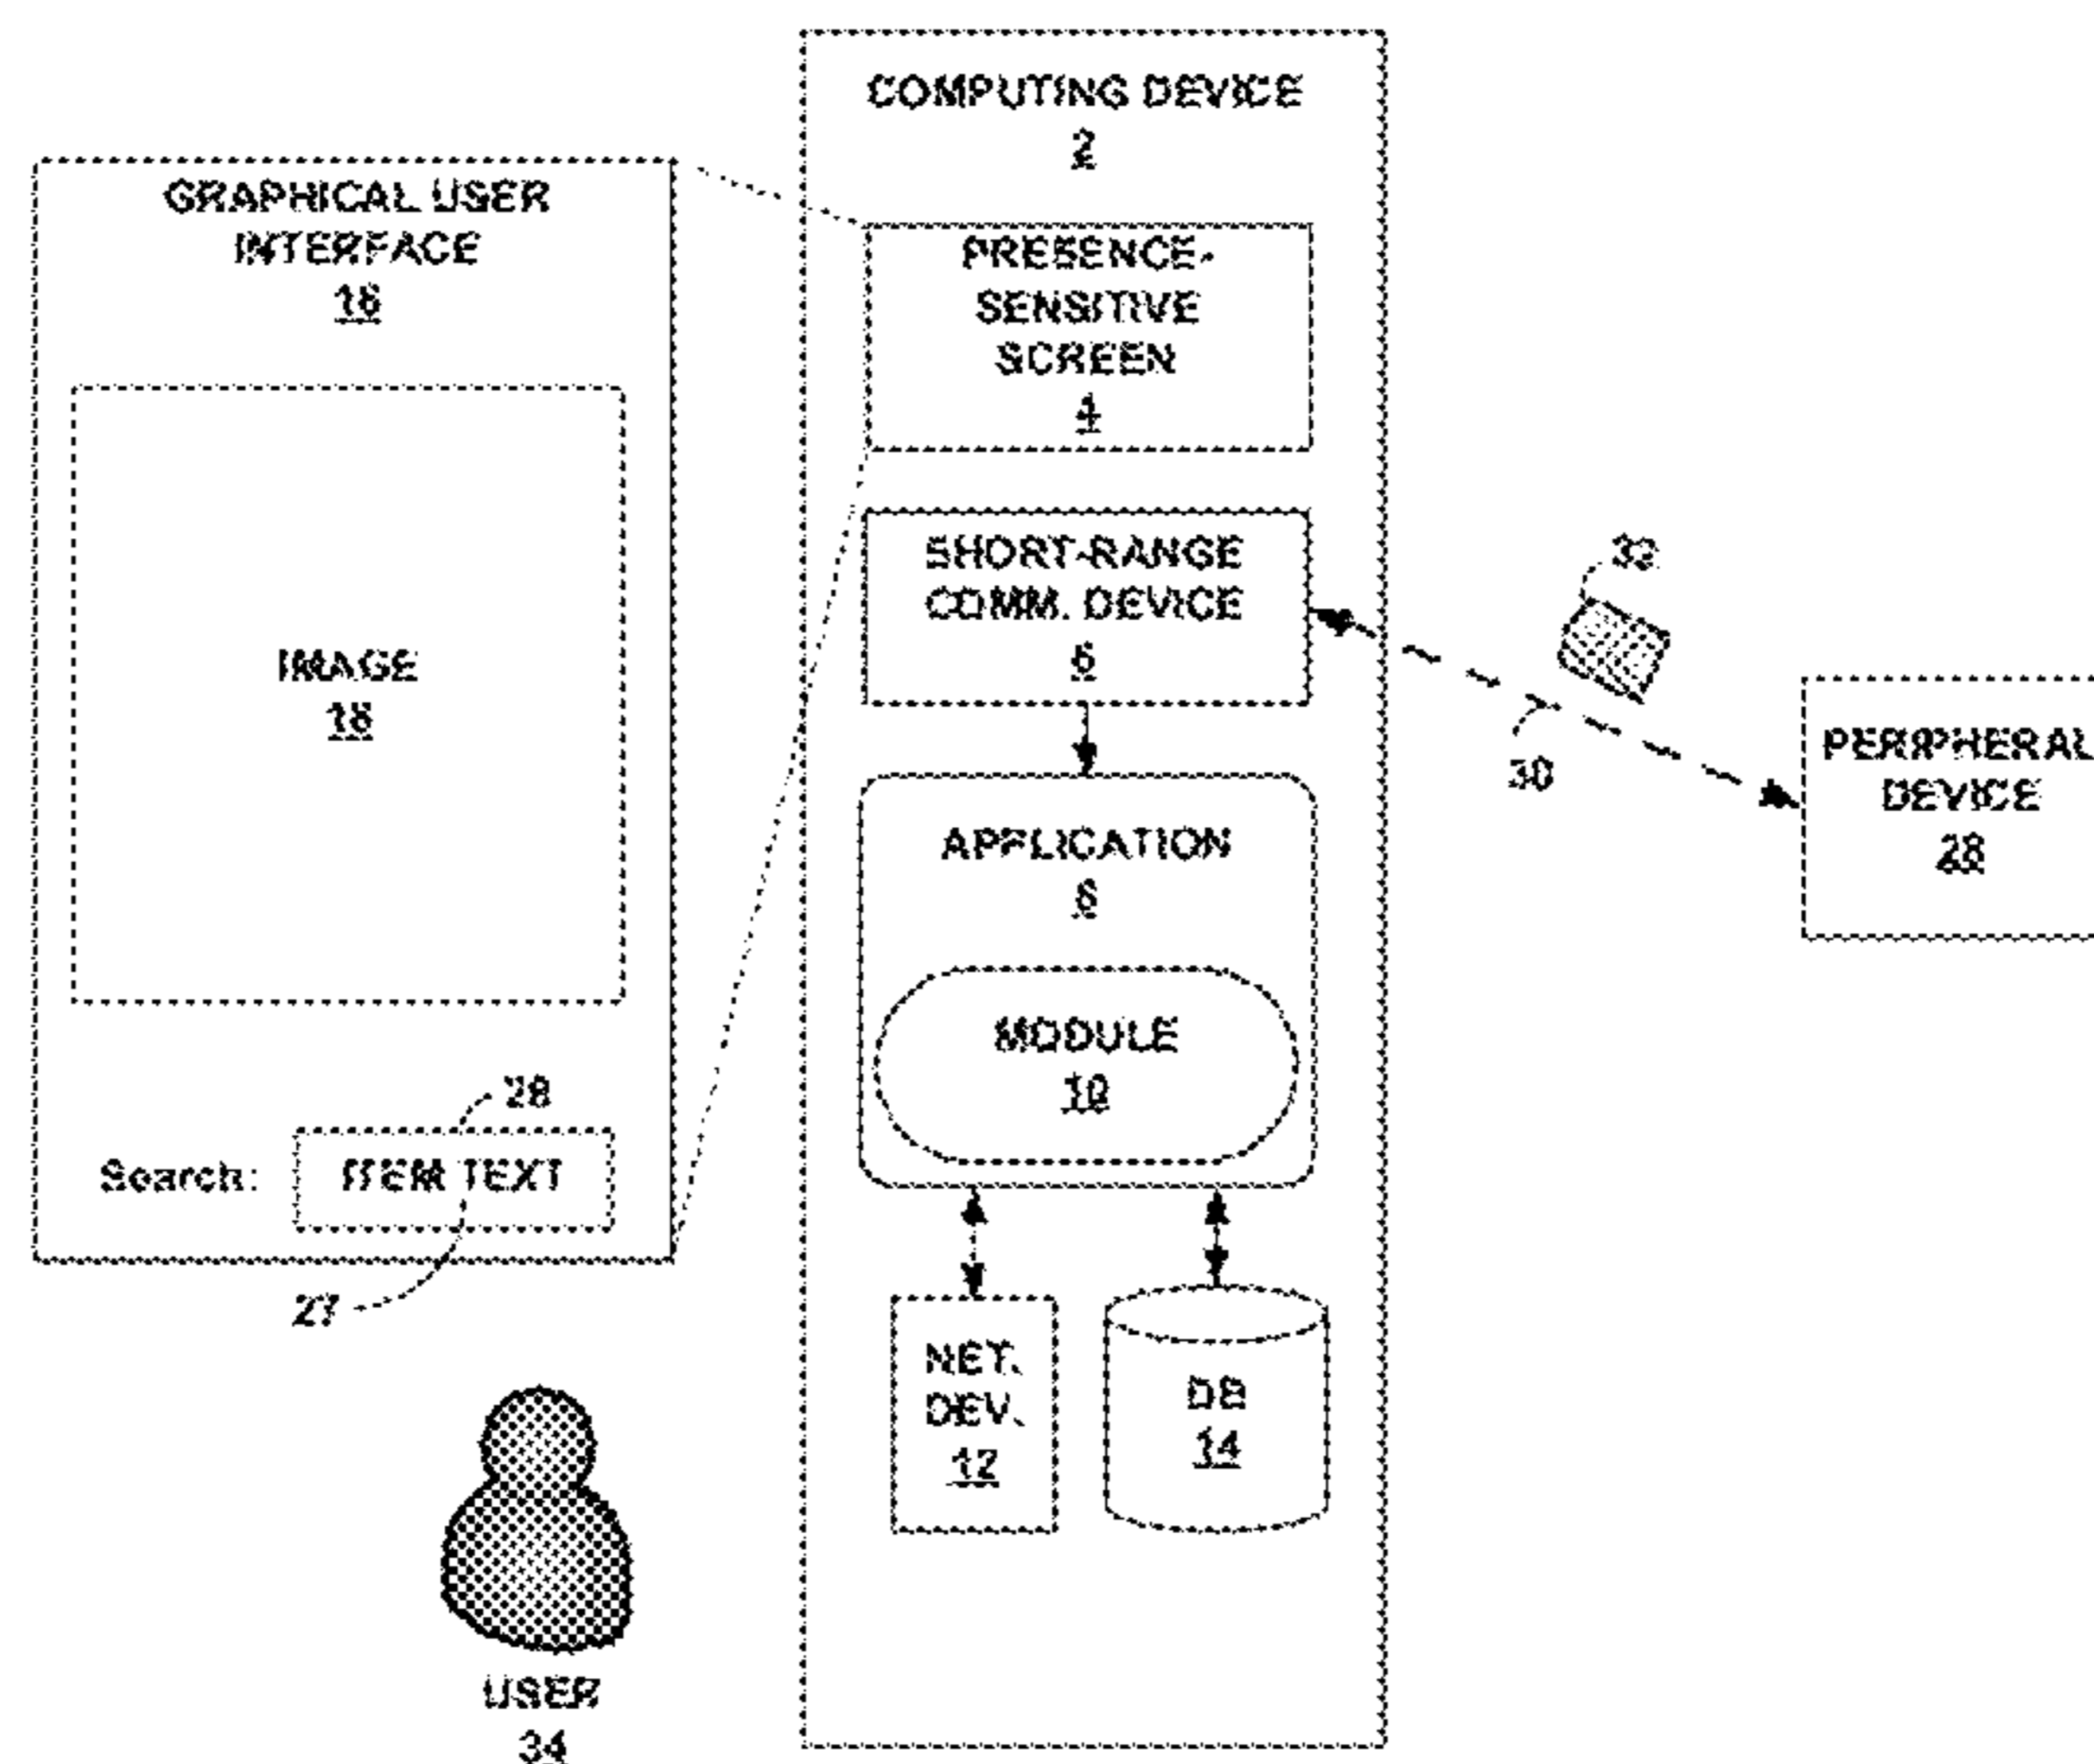 COMPUTING DEVICE
2
GRAPHICAL USER
INTERFACE
16
PRESENCE-
SENSITIVE
SCREEN
4
SHORT-RANGE
COMM. DEVICE
6
32
30
PERIPHERAL
DEVICE
28
IMAGE
18
APPLICATION
8
MODULE
10
28
Search: ITEM TEXT
27
NET.
DEV.
12
DB
14
USER
34